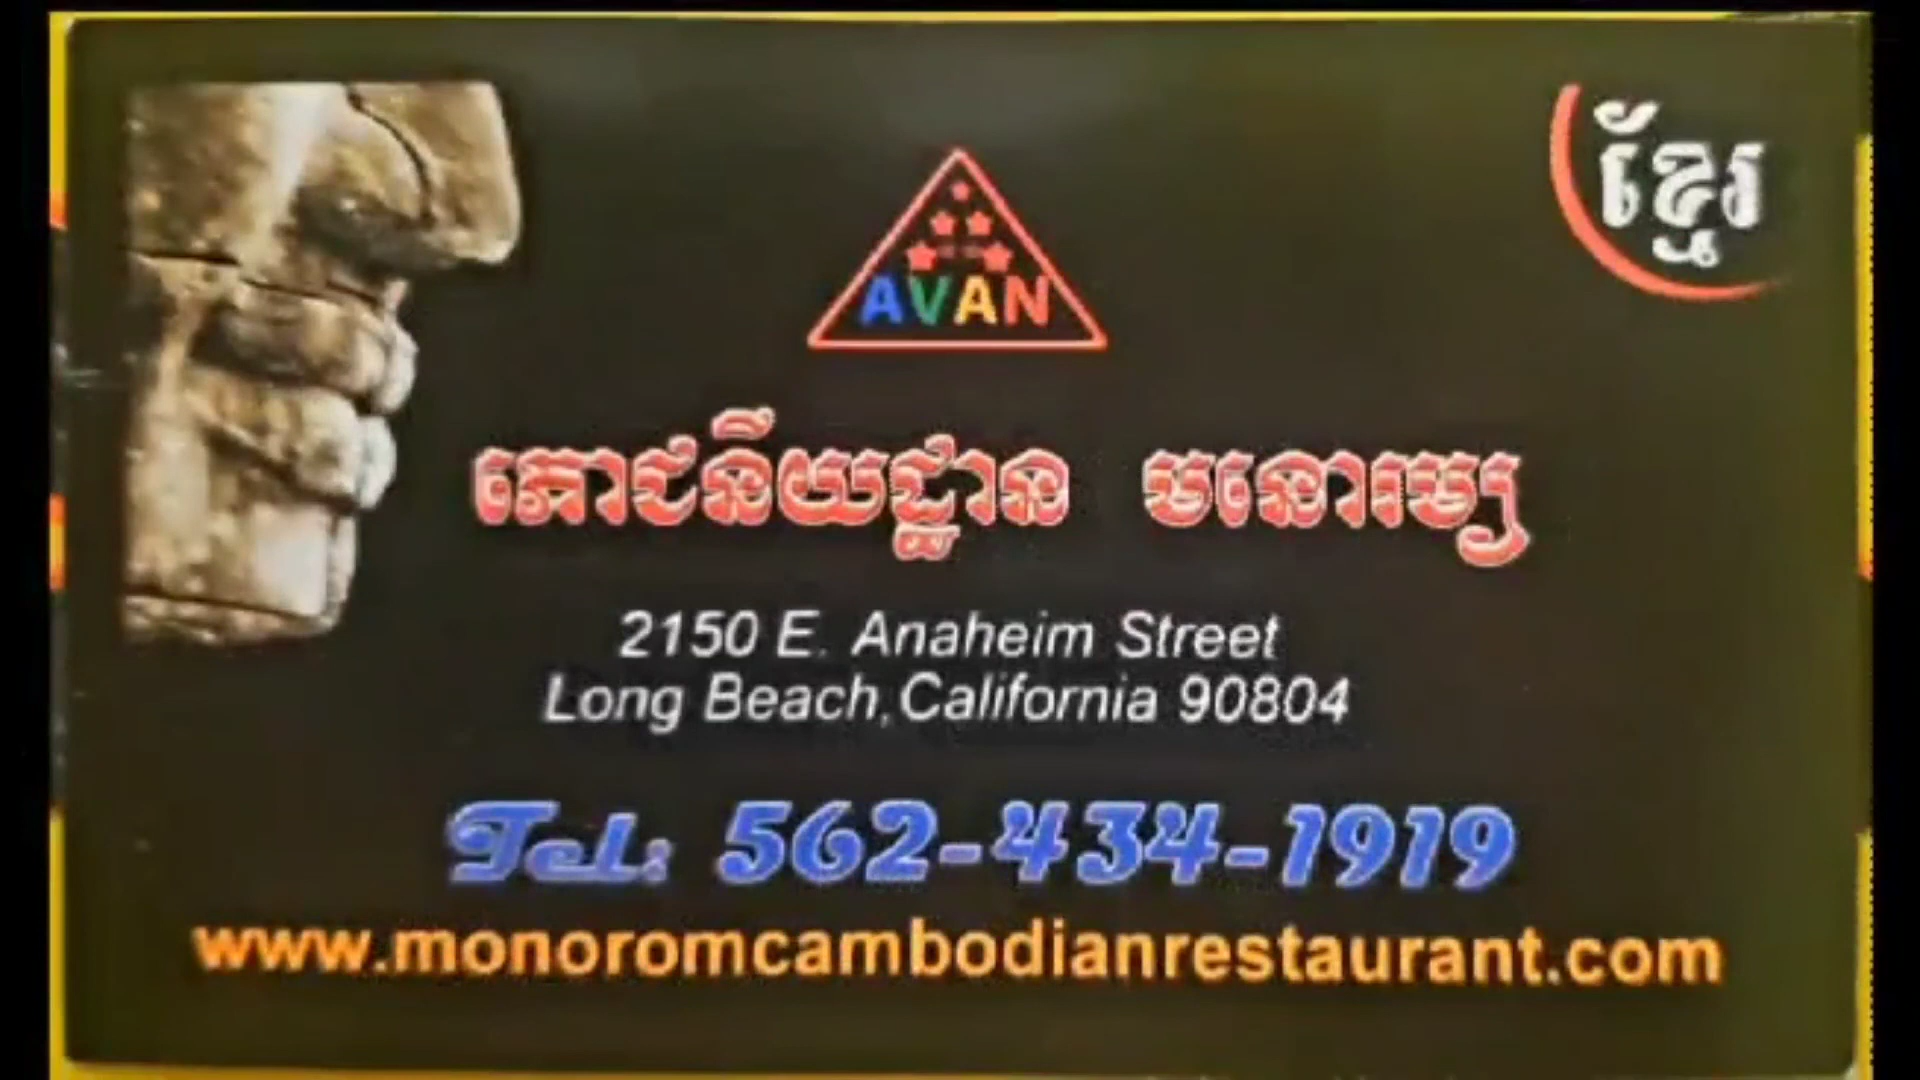 ខ្មែរ
AVAN
ភោជនីយដ្ឋាន មនោរម្យ
2150 E. Anaheim Street
Long Beach, California 90804
Tel: 562-434-1919
www.monoromcambodianrestaurant.com